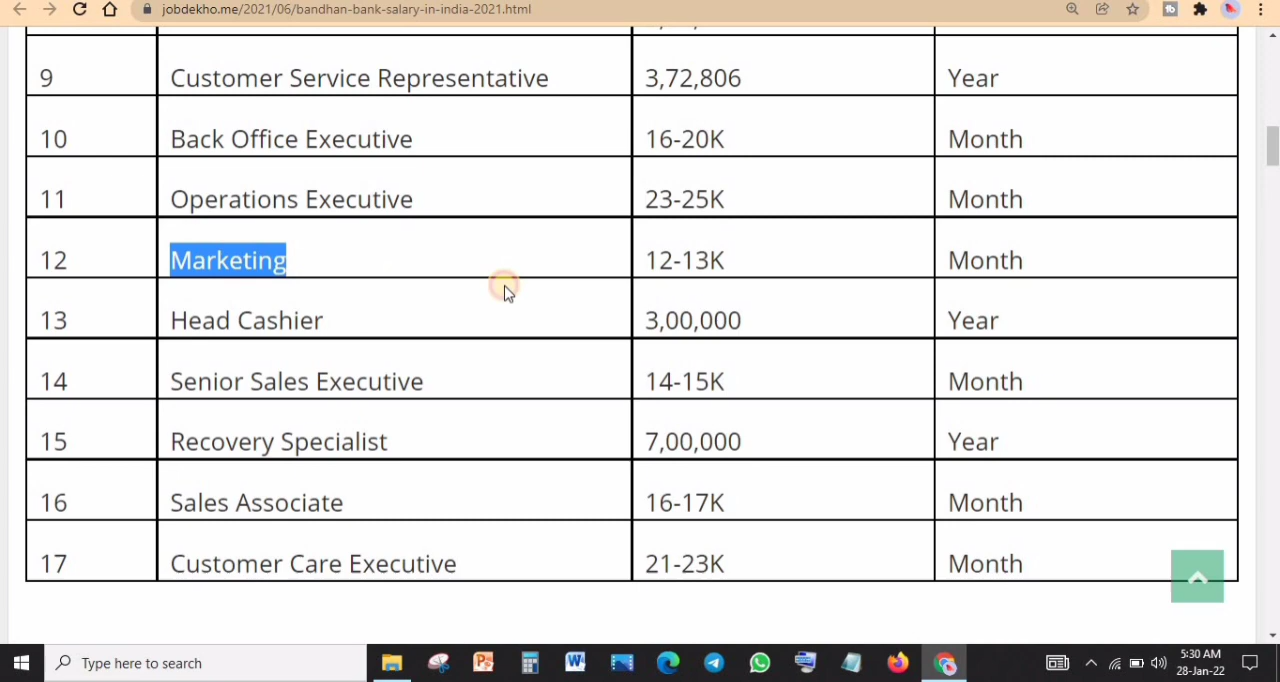 jobdekho.me/2021/06/bandhan-bank-salary-in-india-2021.html
9 Customer Service Representative 3,72,806 Year
10 Back Office Executive 16-20K Month
11 Operations Executive 23-25K Month
12 Marketing 12-13K Month
13 Head Cashier 3,00,000 Year
14 Senior Sales Executive 14-15K Month
15 Recovery Specialist 7,00,000 Year
16 Sales Associate 16-17K Month
17 Customer Care Executive 21-23K Month
Type here to search
5:30 AM
28-Jan-22